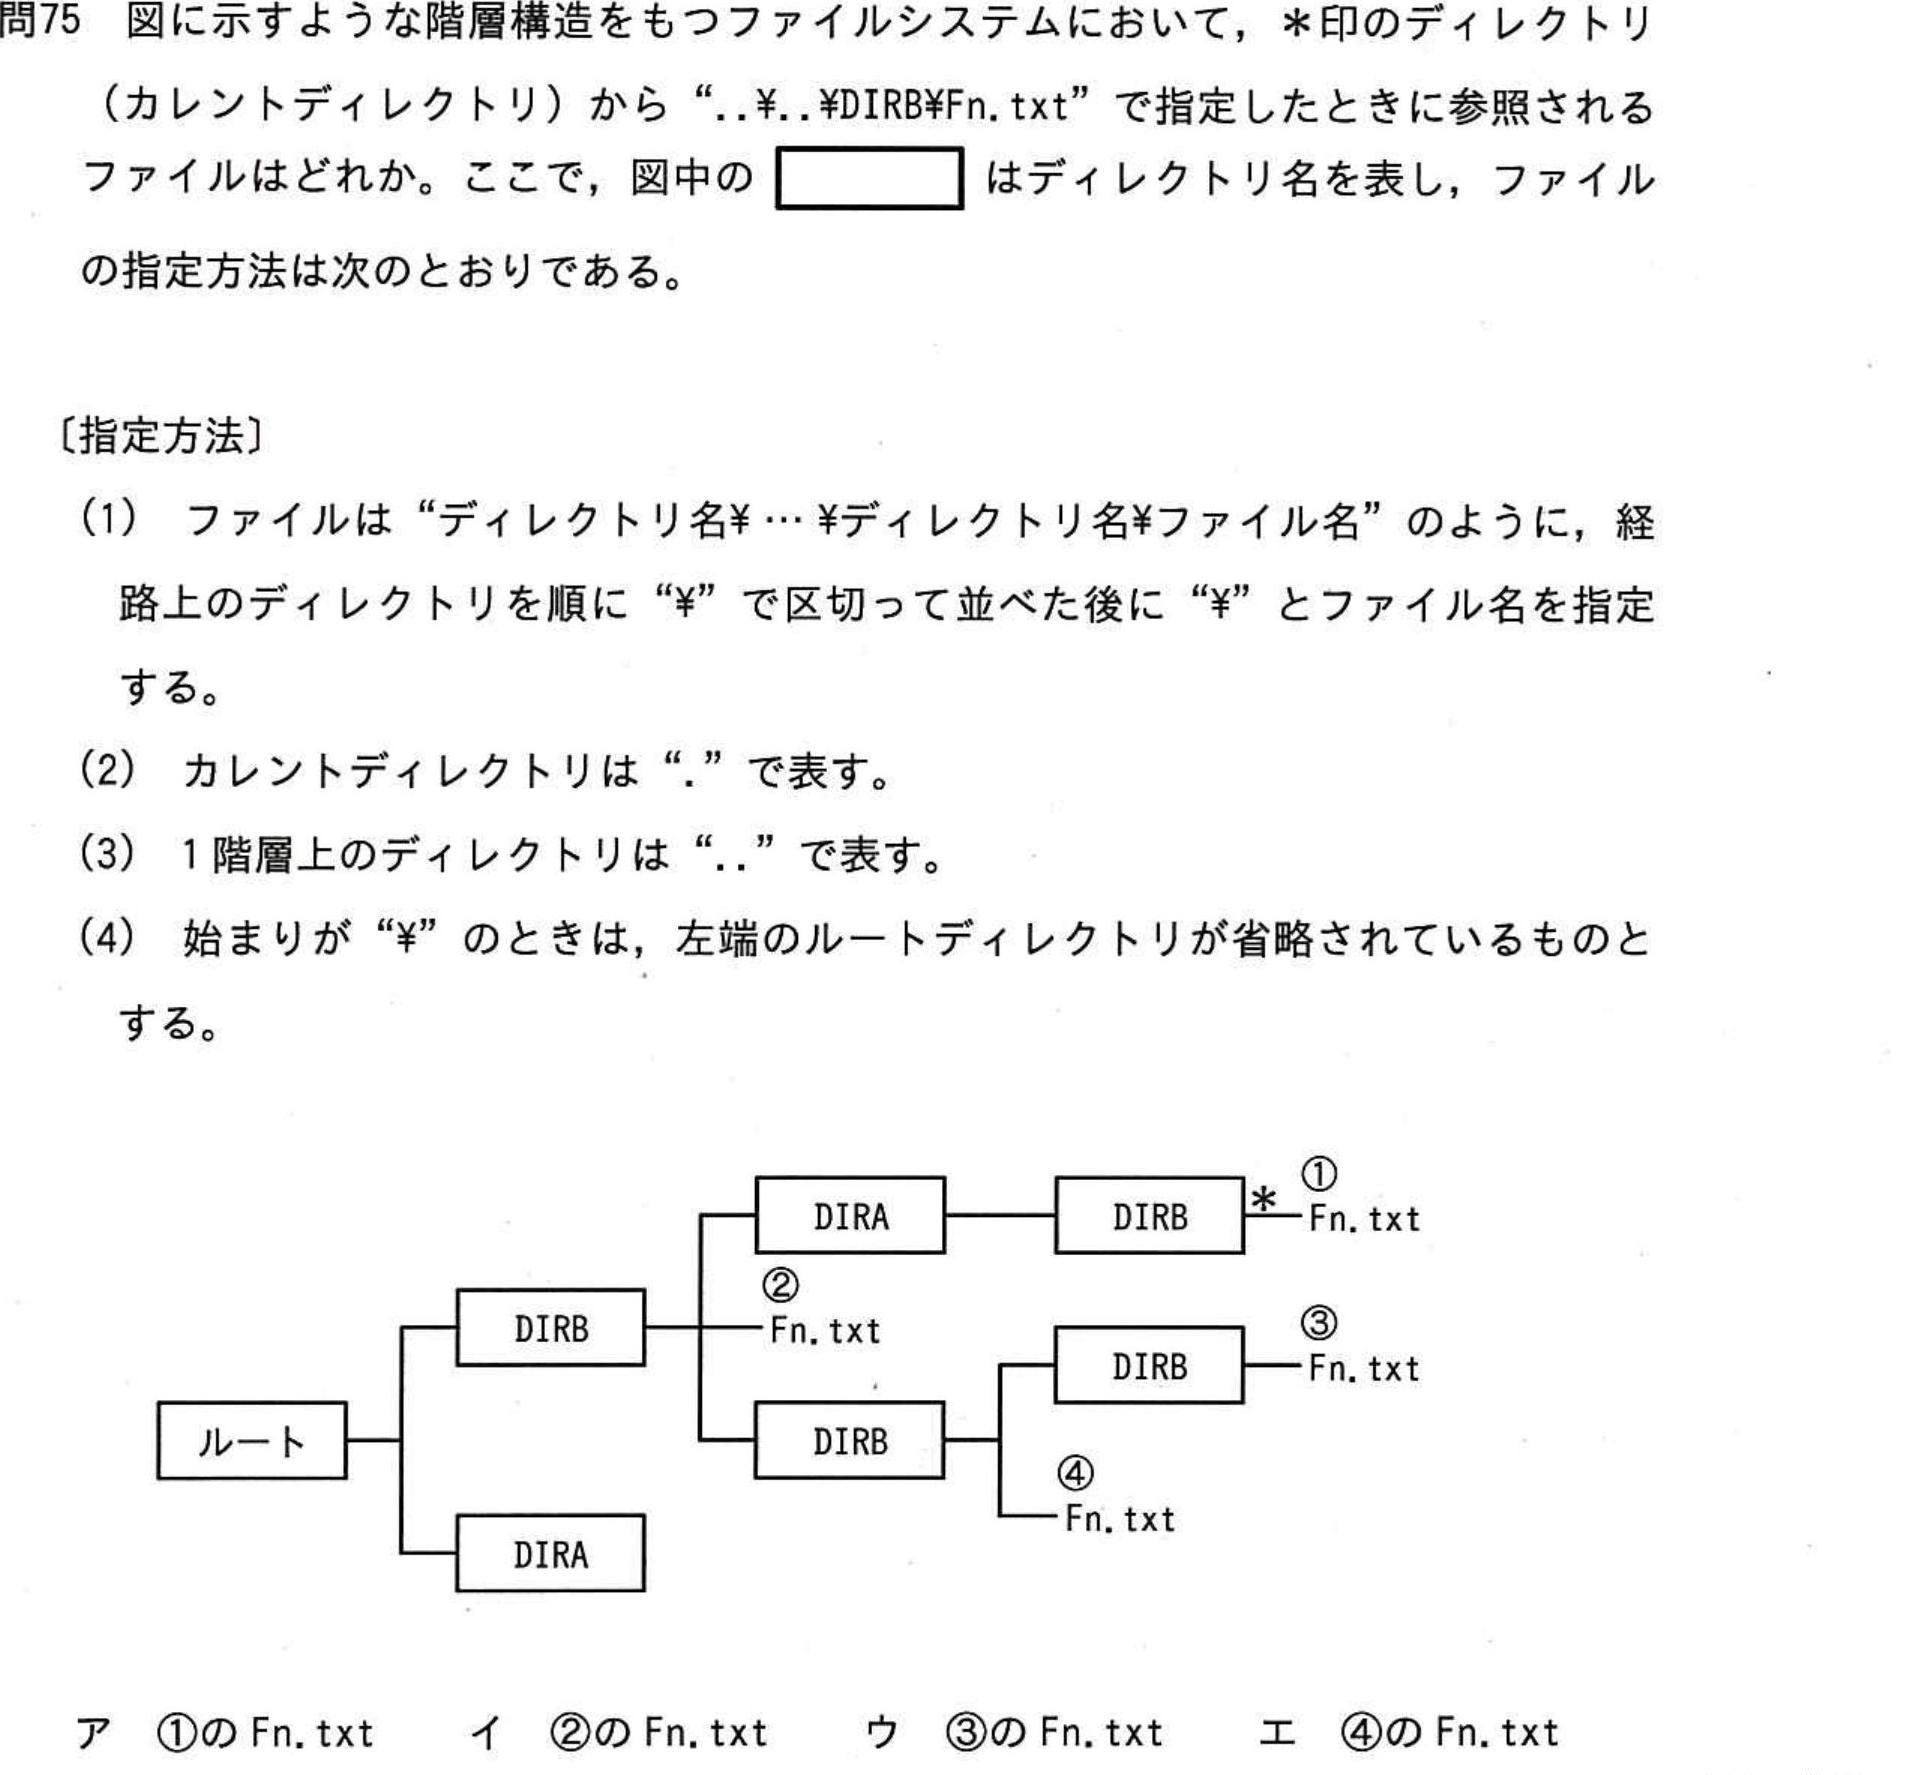 問75 図に示すような階層構造をもつファイルシステムにおいて，＊印のディレクトリ
（カレントディレクトリ）から“..¥..¥DIRB¥Fn.txt”で指定したときに参照される
ファイルはどれか。ここで，図中の　　　はディレクトリ名を表し，ファイル
の指定方法は次のとおりである。
〔指定方法〕
(1) ファイルは“ディレクトリ名¥…¥ディレクトリ名¥ファイル名”のように，経
路上のディレクトリを順に“¥”で区切って並べた後に“¥”とファイル名を指定
する。
(2) カレントディレクトリは“.”で表す。
(3) 1階層上のディレクトリは“..”で表す。
(4) 始まりが“¥”のときは，左端のルートディレクトリが省略されているものと
する。
①
DIRA DIRB ＊ Fn.txt
②
DIRB Fn.txt
③
DIRB Fn.txt
ルート DIRB
④
Fn.txt
DIRA
ア ①の Fn.txt イ ②の Fn.txt ウ ③の Fn.txt エ ④の Fn.txt